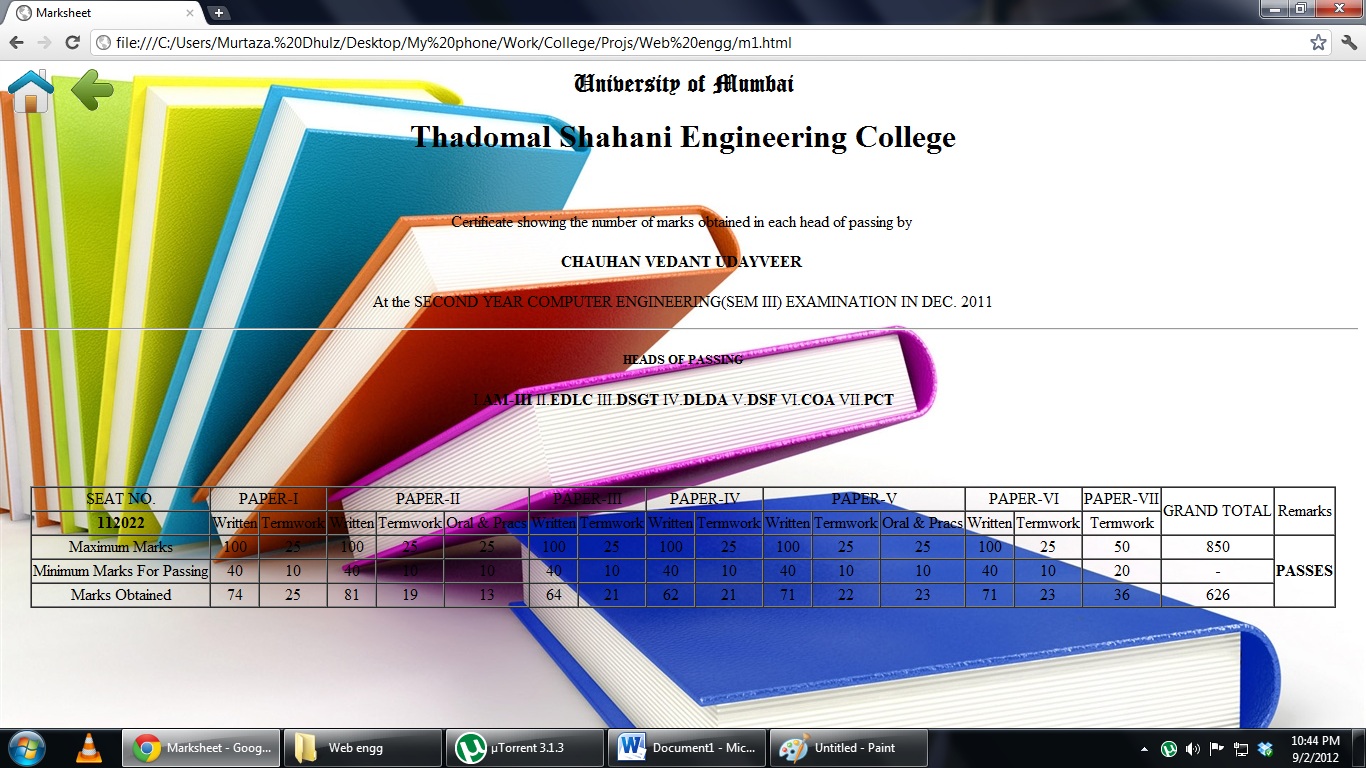 Marksheet
file:///C:/Users/Murtaza.%20Dhulz/Desktop/My%20phone/Work/College/Projs/Web%20engg/m1.html
University of Mumbai
Thadomal Shahani Engineering College
Certificate showing the number of marks obtained in each head of passing by
CHAUHAN VEDANT UDAYVEER
At the SECOND YEAR COMPUTER ENGINEERING(SEM III) EXAMINATION IN DEC. 2011
HEADS OF PASSING
I.AM-III II.EDLC III.DSGT IV.DLDA V.DSF VI.COA VII.PCT
SEAT NO. PAPER-I PAPER-II PAPER-III PAPER-IV PAPER-V PAPER-VI PAPER-VII GRAND TOTAL Remarks
112022 Written Termwork Written Termwork Oral & Pracs Written Termwork Written Termwork Written Termwork Oral & Pracs Written Termwork Termwork
Maximum Marks 100 25 100 25 25 100 25 100 25 100 25 25 100 25 50 850 PASSES
Minimum Marks For Passing 40 10 40 10 10 40 10 40 10 40 10 10 40 10 20 -
Marks Obtained 74 25 81 19 13 64 21 62 21 71 22 23 71 23 36 626
Marksheet - Goog... Web engg µTorrent 3.1.3 Document1 - Mic... Untitled - Paint 10:44 PM
9/2/2012